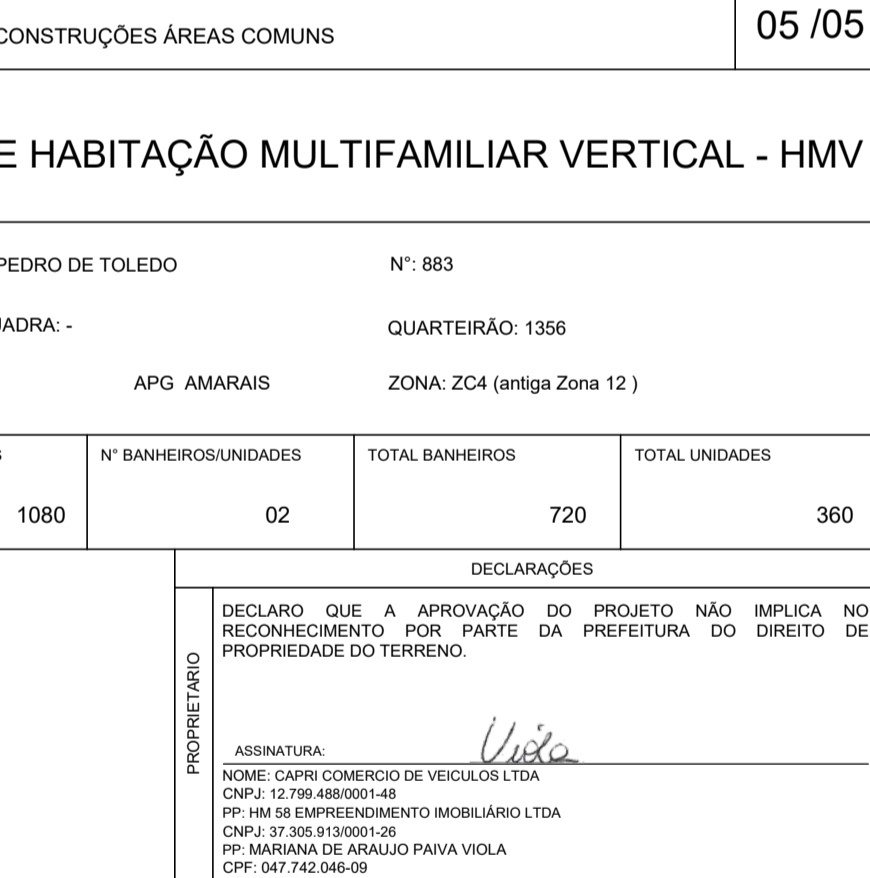 CONSTRUÇÕES ÁREAS COMUNS
05 /05
E HABITAÇÃO MULTIFAMILIAR VERTICAL - HMV
PEDRO DE TOLEDO N°: 883
UADRA: - QUARTEIRÃO: 1356
APG AMARAIS ZONA: ZC4 (antiga Zona 12 )
S N° BANHEIROS/UNIDADES TOTAL BANHEIROS TOTAL UNIDADES
1080 02 720 360
DECLARAÇÕES
PROPRIETARIO
DECLARO QUE A APROVAÇÃO DO PROJETO NÃO IMPLICA NO
RECONHECIMENTO POR PARTE DA PREFEITURA DO DIREITO DE
PROPRIEDADE DO TERRENO.
ASSINATURA: Viola
NOME: CAPRI COMERCIO DE VEICULOS LTDA
CNPJ: 12.799.488/0001-48
PP: HM 58 EMPREENDIMENTO IMOBILIÁRIO LTDA
CNPJ: 37.305.913/0001-26
PP: MARIANA DE ARAUJO PAIVA VIOLA
CPF: 047.742.046-09